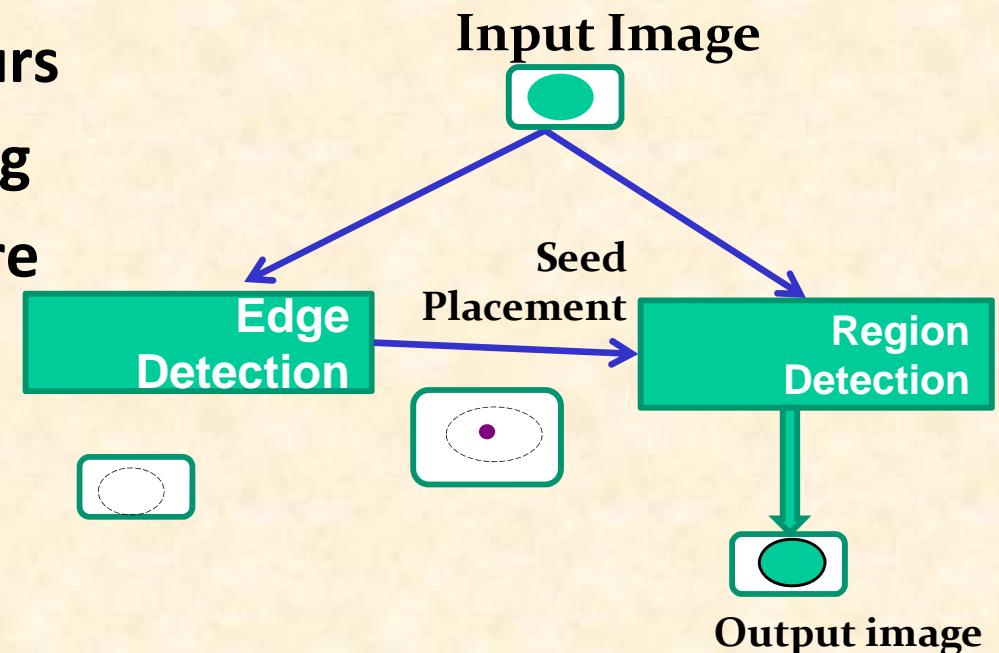 urs
g
re
Input Image
Seed
Placement
Edge
Detection
Region
Detection
Output image